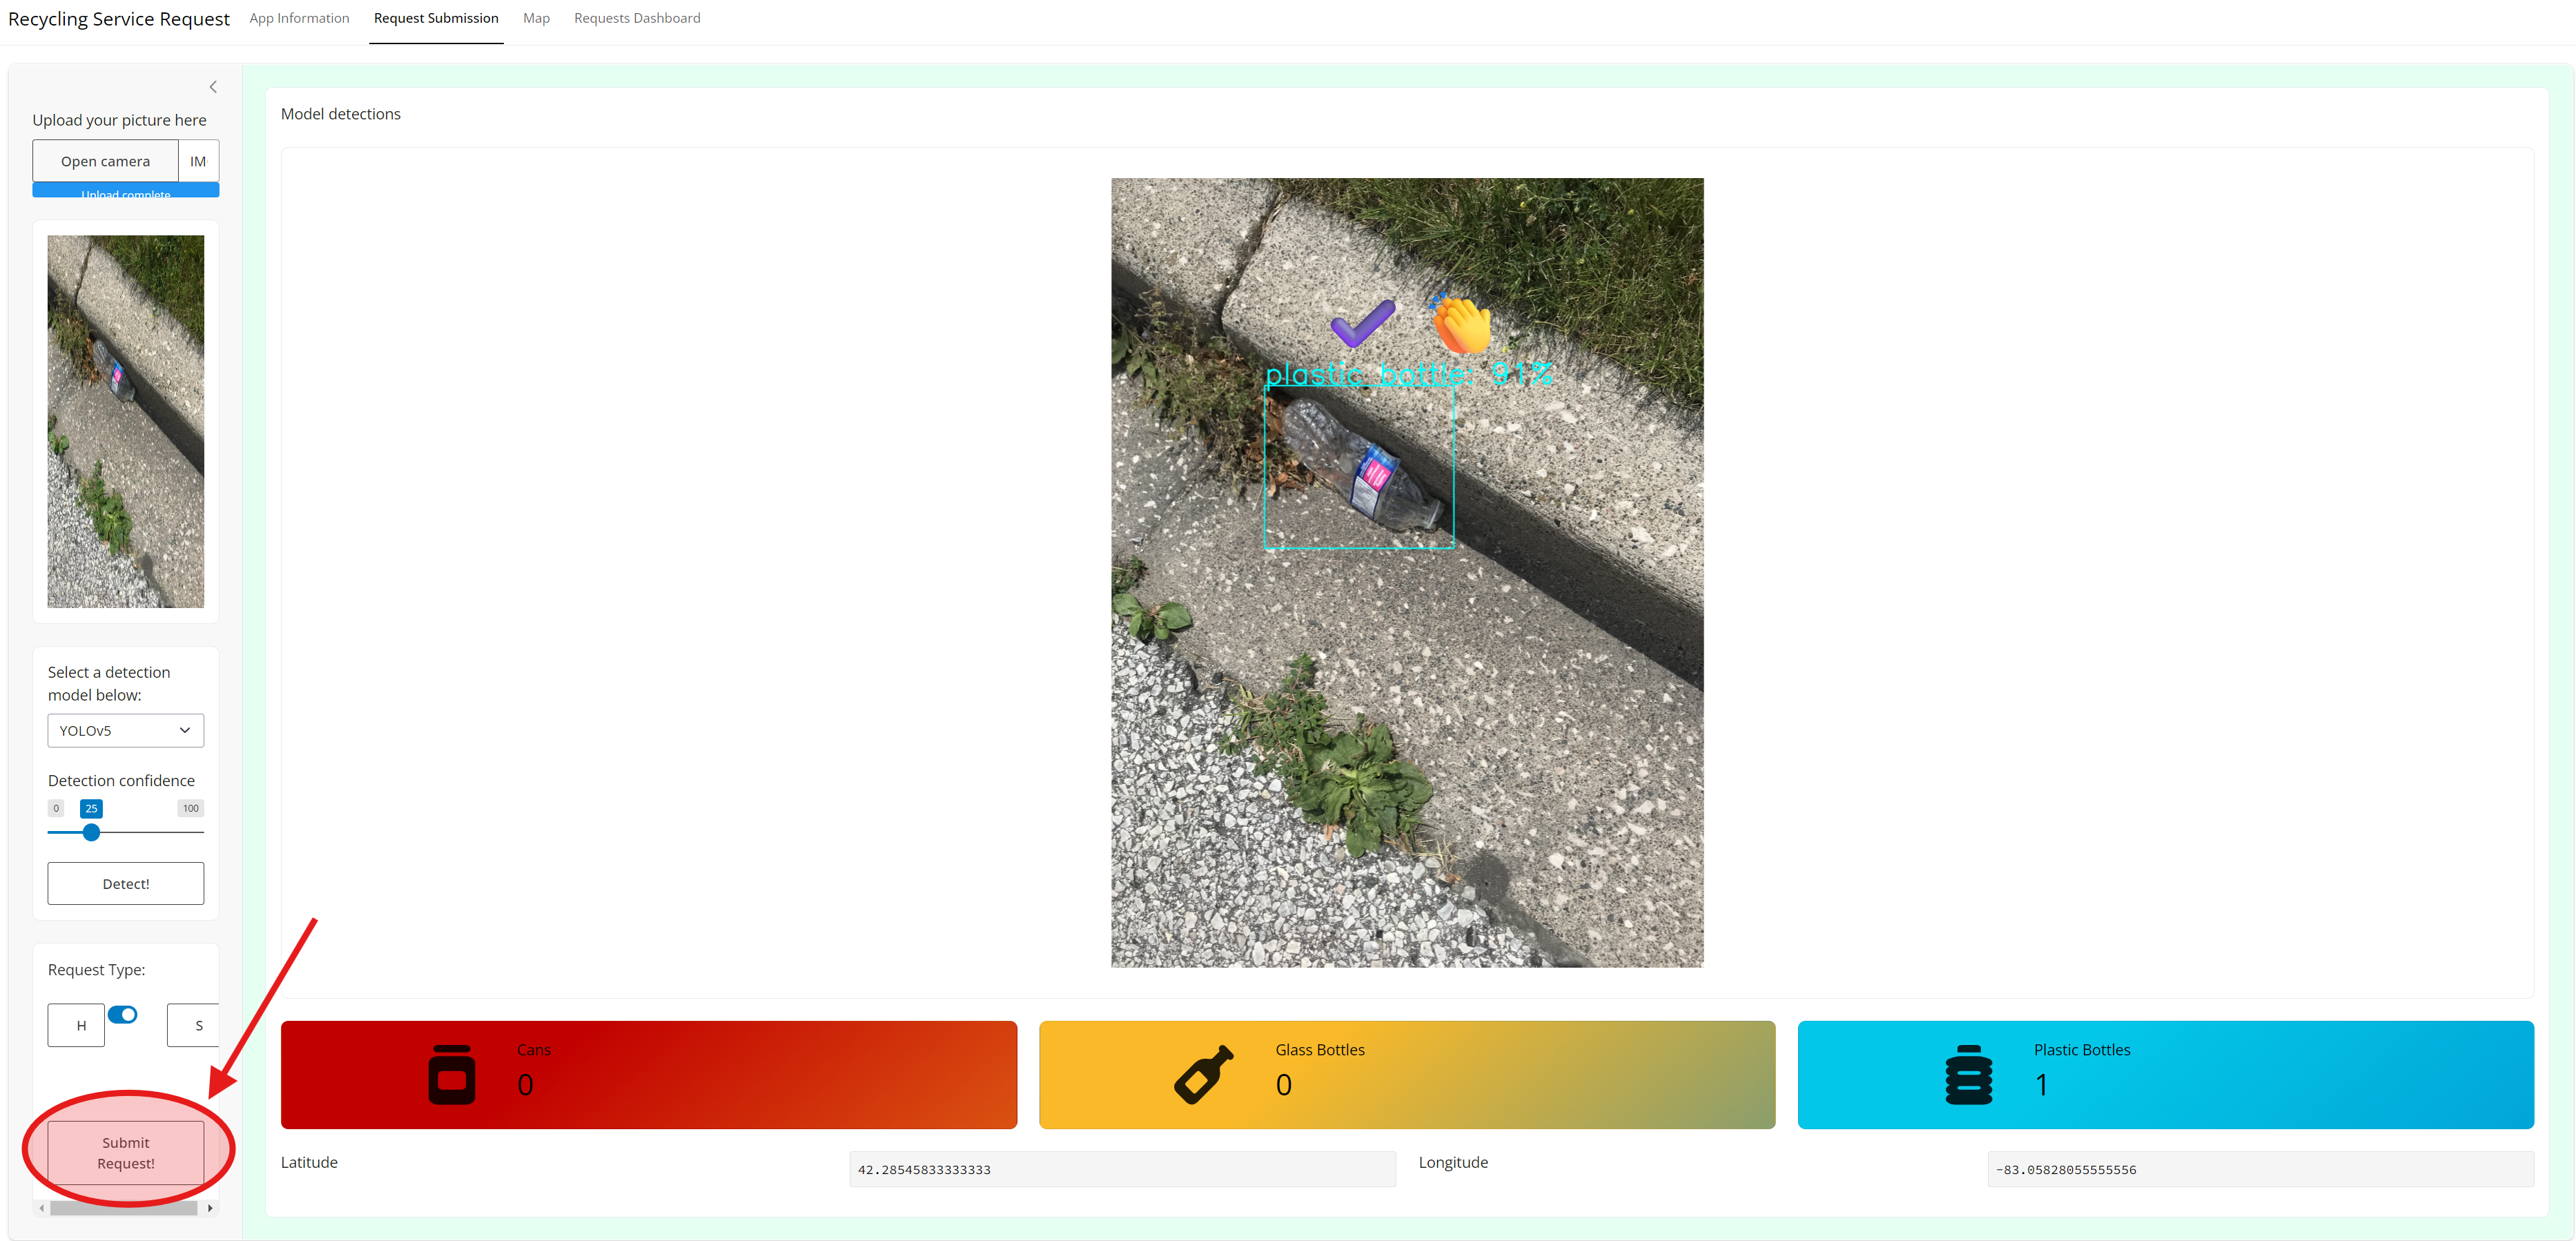 Recycling Service Request App Information Request Submission Map Requests Dashboard
Upload your picture here
Open camera IM
Upload complete
Select a detection
model below:
YOLOv5
Detection confidence
0 25 100
Detect!
Request Type:
H S
Submit
Request!
Model detections
plastic bottle: 91%
Cans
0
Glass Bottles
0
Plastic Bottles
1
Latitude 42.28545833333333 Longitude -83.05828055555556